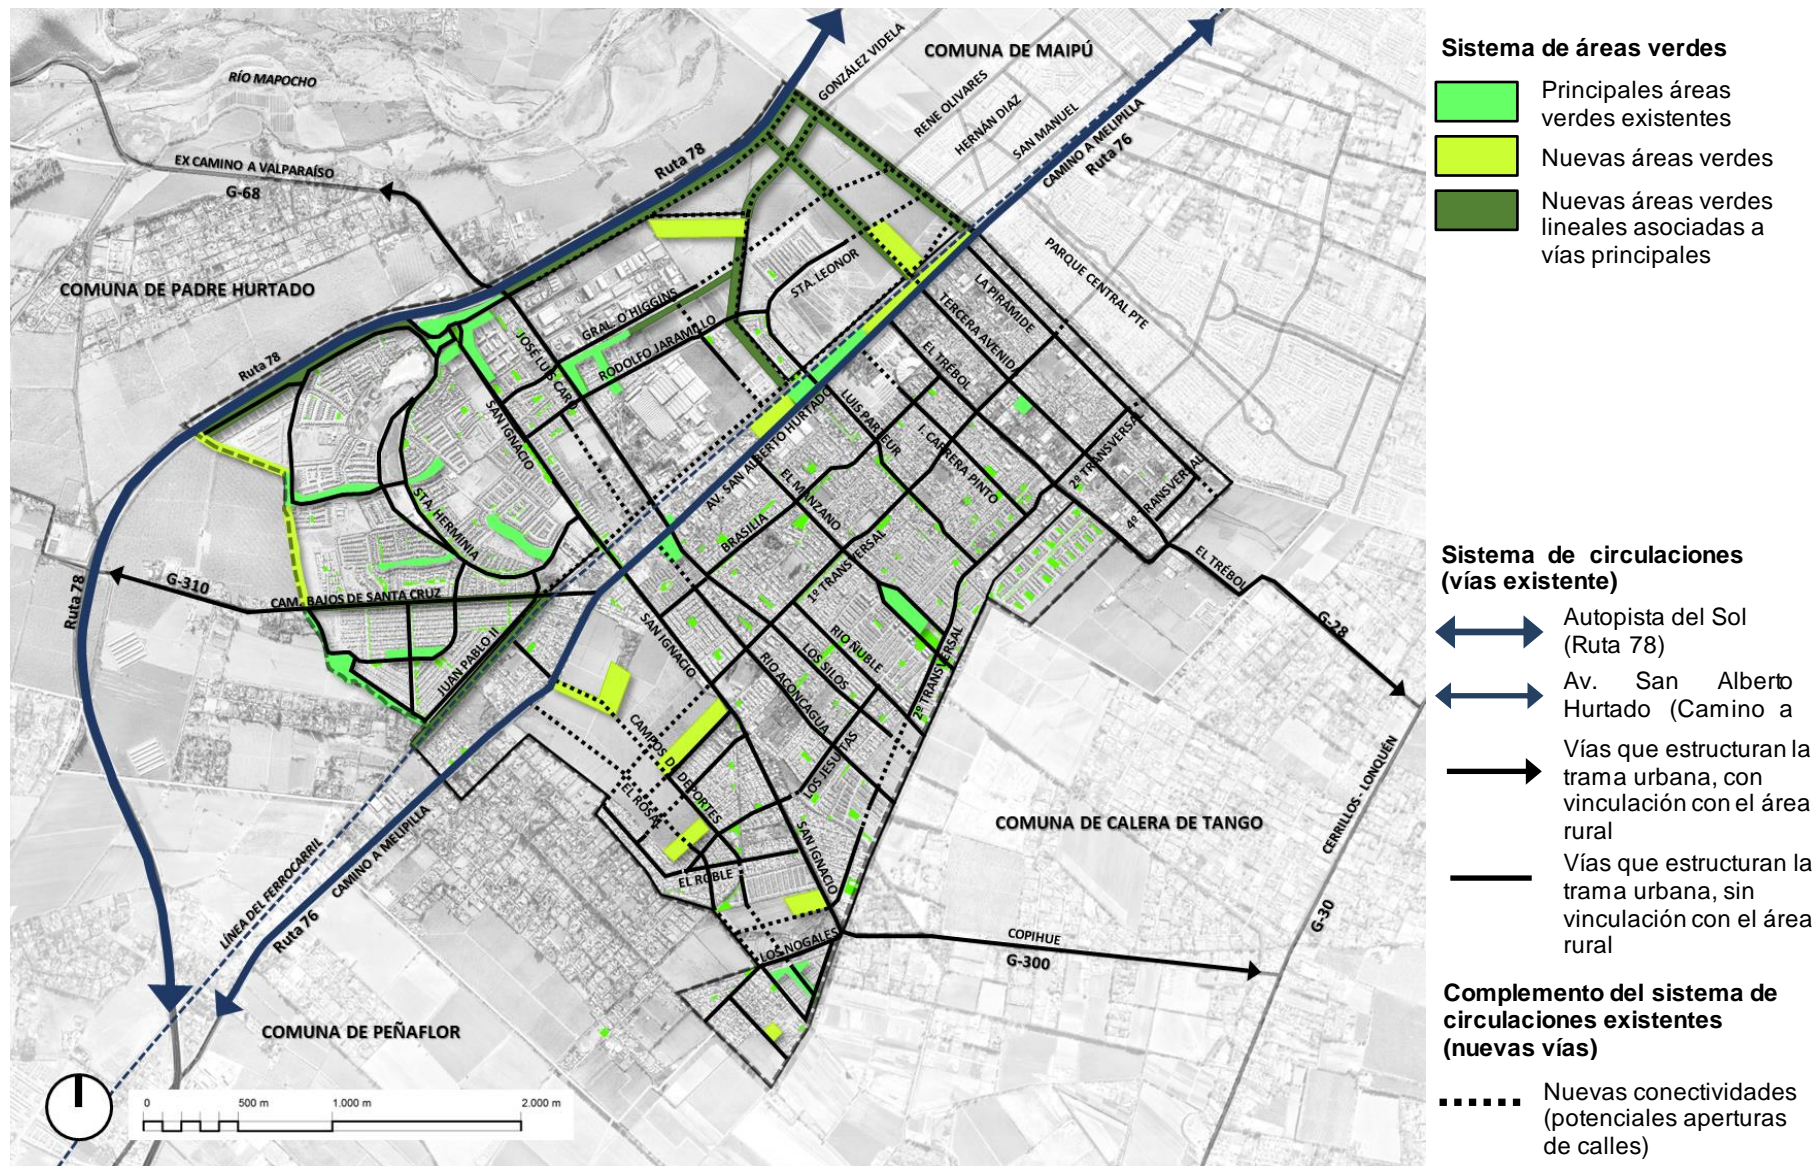 COMUNA DE MAIPÚ
GONZÁLEZ VIDELA
RENE OLIVARES
HERNÁN DIAZ
SAN MANUEL
CAMINO A MELIPILLA
Ruta 76
RÍO MAPOCHO
Ruta 78
EX CAMINO A VALPARAÍSO
G-68
COMUNA DE PADRE HURTADO
PARQUE CENTRAL PTE
STA. LEONOR
LA PIRÁMIDE
TERCERA AVENIDA
GRAL. O´HIGGINS
RODOLFO JARAMILLO
JOSÉ LUIS CARO
EL TRÉBOL
Ruta 78
SAN IGNACIO
AV. SAN ALBERTO HURTADO
LUIS PARTEUR
I. CARRERA PINTO
2º TRANSVERSAL
4º TRANSVERSAL
EL MANZANO
BRASILIA
1º TRANSVERSAL
STA. HERMINIA
EL TRÉBOL
G-28
G-310
CAM. BAJOS DE SANTA CRUZ
Ruta 78
JUAN PABLO II
SAN IGNACIO
RIO ÑUBLE
LOS SILOS
RIO ACONCAGUA
2º TRANSVERSAL
CAMPOS D. DEPORTES
EL ROSAL
LOS JESUITAS
SAN IGNACIO
EL ROBLE
COMUNA DE CALERA DE TANGO
CERRILLOS - LONQUÉN
G-30
LÍNEA DEL FERROCARRIL
CAMINO A MELIPILLA
Ruta 76
LOS NOGALES
COPIHUE
G-300
COMUNA DE PEÑAFLOR
0 500 m 1.000 m 2.000 m
Sistema de áreas verdes
Principales áreas
verdes existentes
Nuevas áreas verdes
Nuevas áreas verdes
lineales asociadas a
vías principales
Sistema de circulaciones
(vías existente)
Autopista del Sol
(Ruta 78)
Av. San Alberto
Hurtado (Camino a
Vías que estructuran la
trama urbana, con
vinculación con el área
rural
Vías que estructuran la
trama urbana, sin
vinculación con el área
rural
Complemento del sistema de
circulaciones existentes
(nuevas vías)
Nuevas conectividades
(potenciales aperturas
de calles)